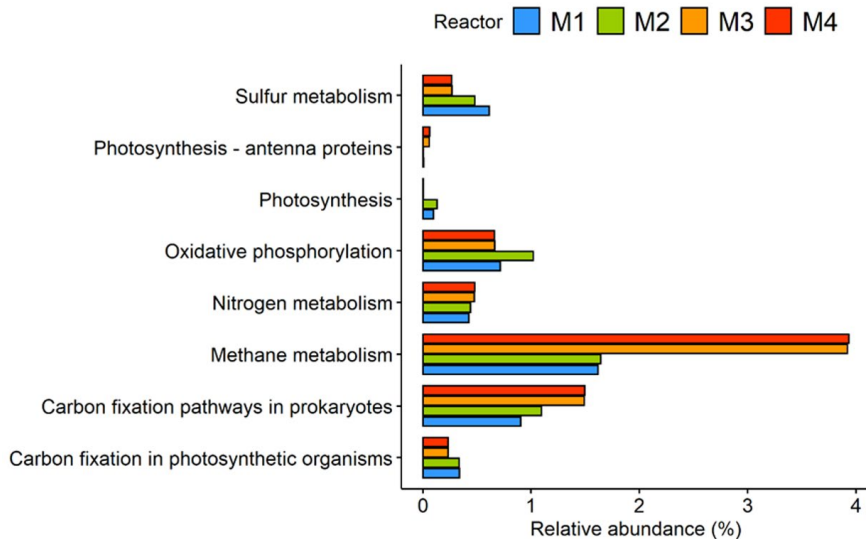 Reactor M1 M2 M3 M4
Sulfur metabolism
Photosynthesis - antenna proteins
Photosynthesis
Oxidative phosphorylation
Nitrogen metabolism
Methane metabolism
Carbon fixation pathways in prokaryotes
Carbon fixation in photosynthetic organisms
0 1 2 3 4
Relative abundance (%)